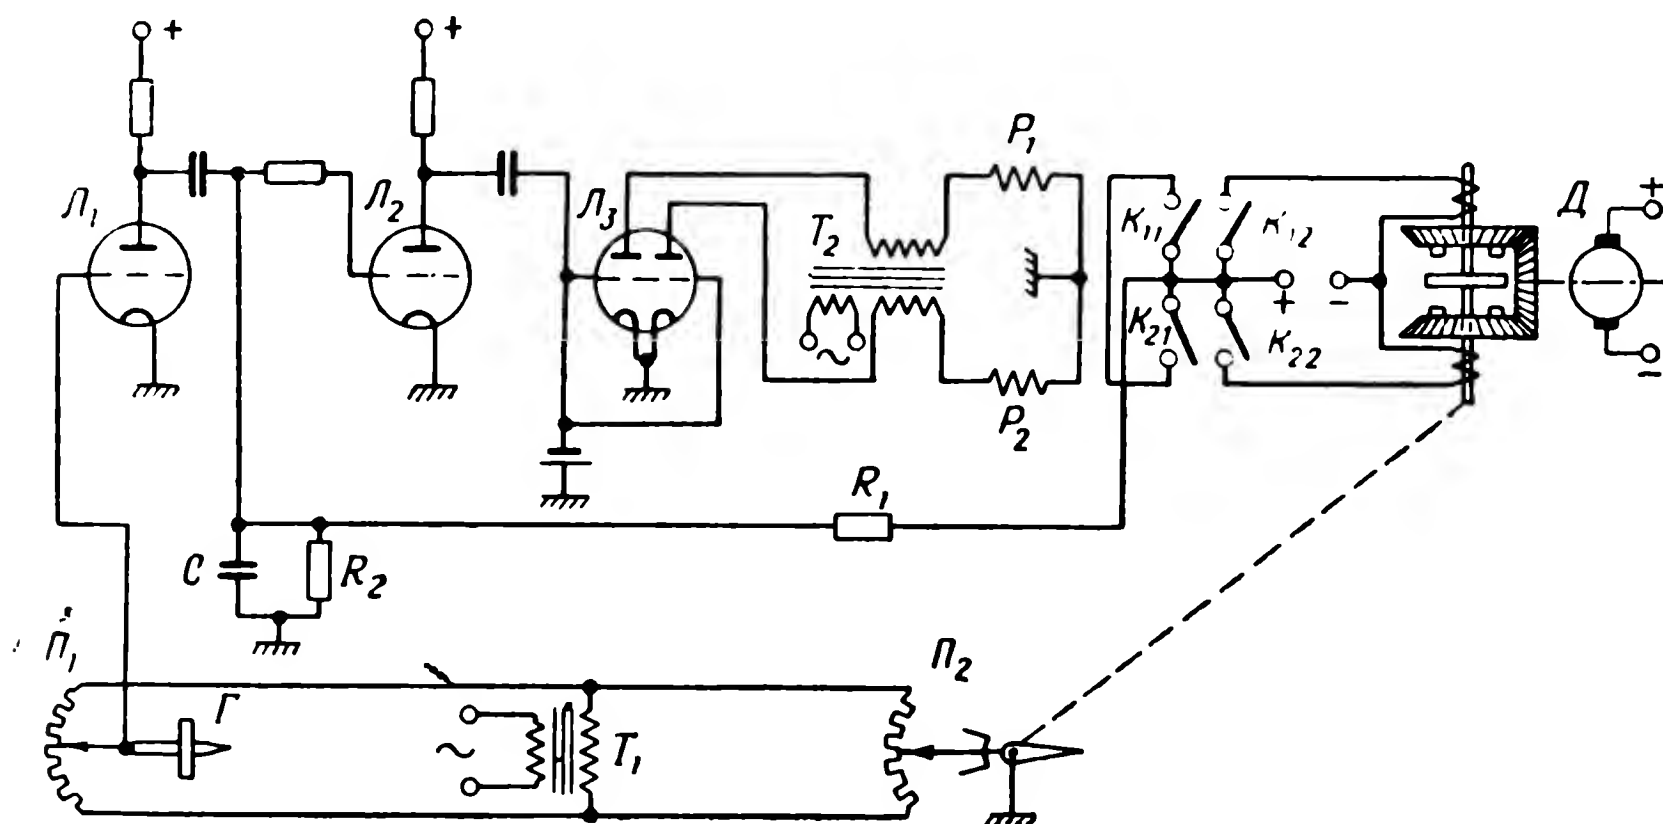 +
+
Л₁
Л₂
Л₃
T₂
~
P₁
P₂
K₁₁
K₁₂
K₂₁
K₂₂
+
-
Д
+
-
R₁
C
R₂
П₁
Г
~
T₁
П₂